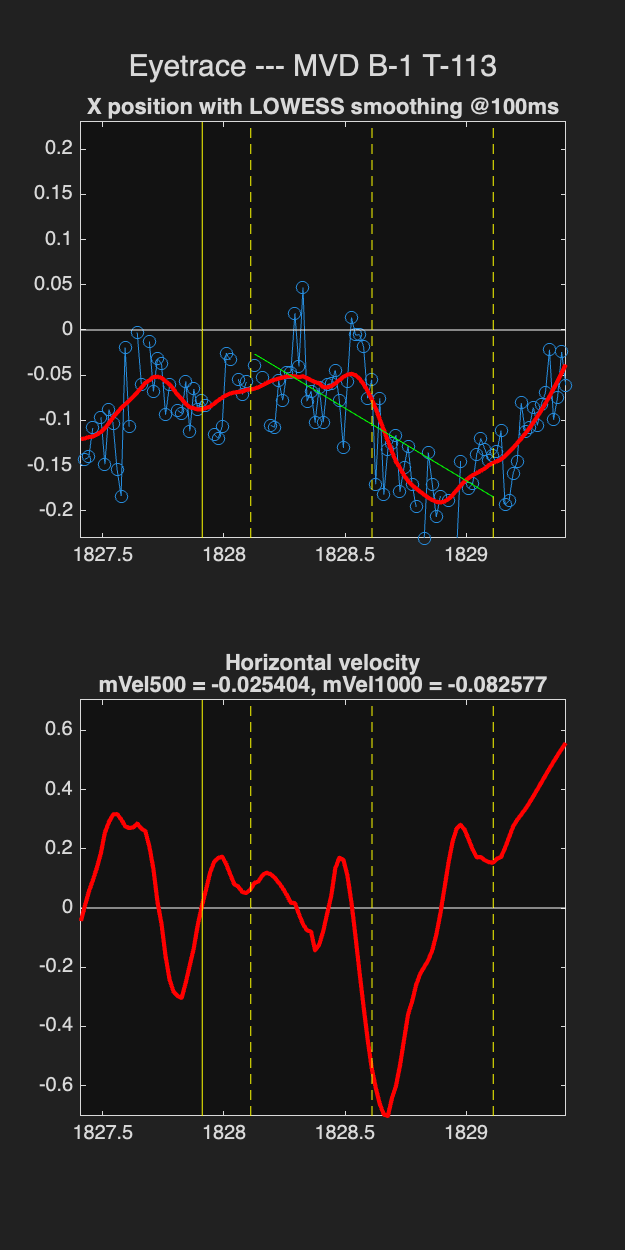 Eyetrace --- MVD B-1 T-113
X position with LOWESS smoothing @100ms
0.2
0.15
0.1
0.05
0
-0.05
-0.1
-0.15
-0.2
1827.5 1828 1828.5 1829
Horizontal velocity
mVel500 = -0.025404, mVel1000 = -0.082577
0.6
0.4
0.2
0
-0.2
-0.4
-0.6
1827.5 1828 1828.5 1829